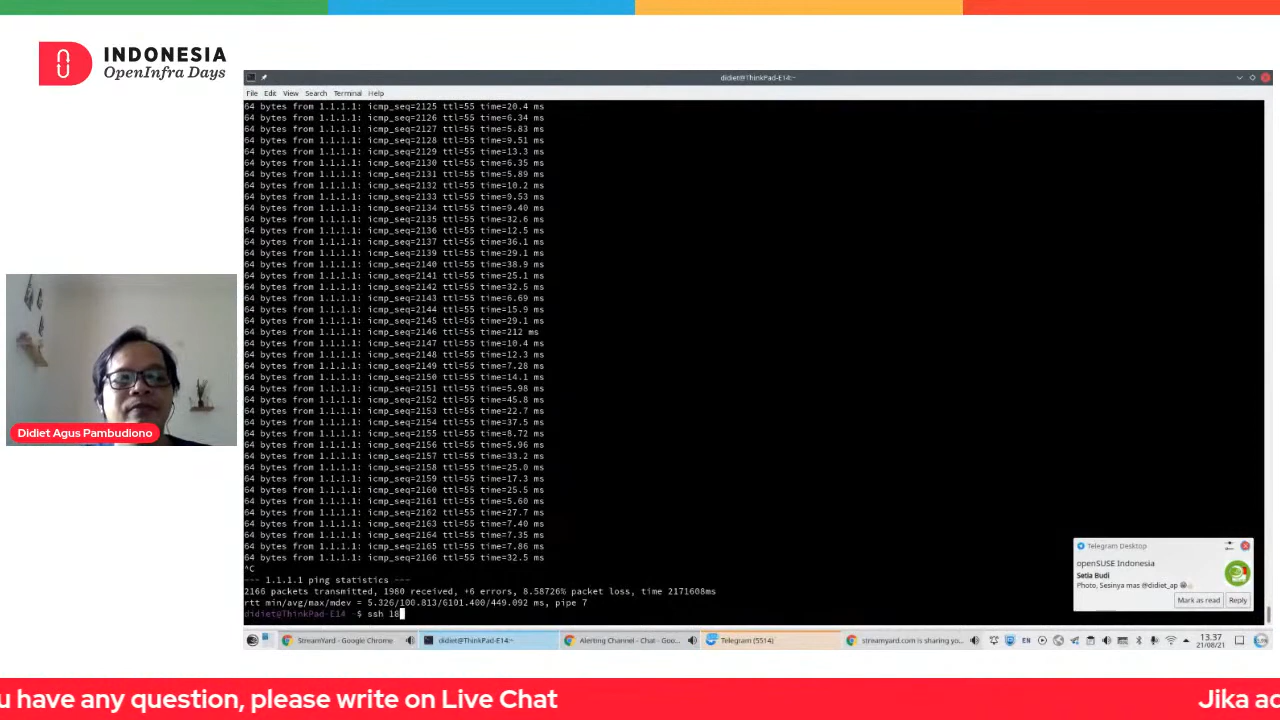 INDONESIA
OpenInfra Days
didiet@ThinkPad-E14:~
File Edit View Search Terminal Help
64 bytes from 1.1.1.1: icmp_seq=2125 ttl=55 time=20.4 ms
64 bytes from 1.1.1.1: icmp_seq=2126 ttl=55 time=6.34 ms
64 bytes from 1.1.1.1: icmp_seq=2127 ttl=55 time=5.83 ms
64 bytes from 1.1.1.1: icmp_seq=2128 ttl=55 time=9.51 ms
64 bytes from 1.1.1.1: icmp_seq=2129 ttl=55 time=13.3 ms
64 bytes from 1.1.1.1: icmp_seq=2130 ttl=55 time=6.35 ms
64 bytes from 1.1.1.1: icmp_seq=2131 ttl=55 time=5.89 ms
64 bytes from 1.1.1.1: icmp_seq=2132 ttl=55 time=10.2 ms
64 bytes from 1.1.1.1: icmp_seq=2133 ttl=55 time=9.53 ms
64 bytes from 1.1.1.1: icmp_seq=2134 ttl=55 time=9.40 ms
64 bytes from 1.1.1.1: icmp_seq=2135 ttl=55 time=32.6 ms
64 bytes from 1.1.1.1: icmp_seq=2136 ttl=55 time=12.5 ms
64 bytes from 1.1.1.1: icmp_seq=2137 ttl=55 time=36.1 ms
64 bytes from 1.1.1.1: icmp_seq=2139 ttl=55 time=29.1 ms
64 bytes from 1.1.1.1: icmp_seq=2140 ttl=55 time=38.9 ms
64 bytes from 1.1.1.1: icmp_seq=2141 ttl=55 time=25.1 ms
64 bytes from 1.1.1.1: icmp_seq=2142 ttl=55 time=32.5 ms
64 bytes from 1.1.1.1: icmp_seq=2143 ttl=55 time=6.69 ms
64 bytes from 1.1.1.1: icmp_seq=2144 ttl=55 time=15.9 ms
64 bytes from 1.1.1.1: icmp_seq=2145 ttl=55 time=29.1 ms
64 bytes from 1.1.1.1: icmp_seq=2146 ttl=55 time=212 ms
64 bytes from 1.1.1.1: icmp_seq=2147 ttl=55 time=10.4 ms
64 bytes from 1.1.1.1: icmp_seq=2148 ttl=55 time=12.3 ms
64 bytes from 1.1.1.1: icmp_seq=2149 ttl=55 time=7.28 ms
64 bytes from 1.1.1.1: icmp_seq=2150 ttl=55 time=14.1 ms
64 bytes from 1.1.1.1: icmp_seq=2151 ttl=55 time=5.98 ms
64 bytes from 1.1.1.1: icmp_seq=2152 ttl=55 time=45.8 ms
64 bytes from 1.1.1.1: icmp_seq=2153 ttl=55 time=22.7 ms
64 bytes from 1.1.1.1: icmp_seq=2154 ttl=55 time=37.5 ms
64 bytes from 1.1.1.1: icmp_seq=2155 ttl=55 time=8.72 ms
64 bytes from 1.1.1.1: icmp_seq=2156 ttl=55 time=5.96 ms
64 bytes from 1.1.1.1: icmp_seq=2157 ttl=55 time=33.2 ms
64 bytes from 1.1.1.1: icmp_seq=2158 ttl=55 time=25.0 ms
64 bytes from 1.1.1.1: icmp_seq=2159 ttl=55 time=17.3 ms
64 bytes from 1.1.1.1: icmp_seq=2160 ttl=55 time=25.5 ms
64 bytes from 1.1.1.1: icmp_seq=2161 ttl=55 time=5.60 ms
64 bytes from 1.1.1.1: icmp_seq=2162 ttl=55 time=27.7 ms
64 bytes from 1.1.1.1: icmp_seq=2163 ttl=55 time=7.40 ms
64 bytes from 1.1.1.1: icmp_seq=2164 ttl=55 time=7.35 ms
64 bytes from 1.1.1.1: icmp_seq=2165 ttl=55 time=7.86 ms
64 bytes from 1.1.1.1: icmp_seq=2166 ttl=55 time=32.5 ms
^C
--- 1.1.1.1 ping statistics ---
2166 packets transmitted, 1980 received, +6 errors, 8.58726% packet loss, time 2171608ms
rtt min/avg/max/mdev = 5.326/100.813/6101.400/449.092 ms, pipe 7
didiet@ThinkPad-E14 ~$ ssh 18
Didiet Agus Pambudiono
Telegram Desktop
openSUSE Indonesia
Setia Budi
Photo, Sesinya mas @didiet_ap
Mark as read Reply
StreamYard - Google Chrome
didiet@ThinkPad-E14:~
Alerting Channel - Chat - Goo...
Telegram (5514)
streamyard.com is sharing yo...
EN
13.37
21/08/21
u have any question, please write on Live Chat
Jika ad